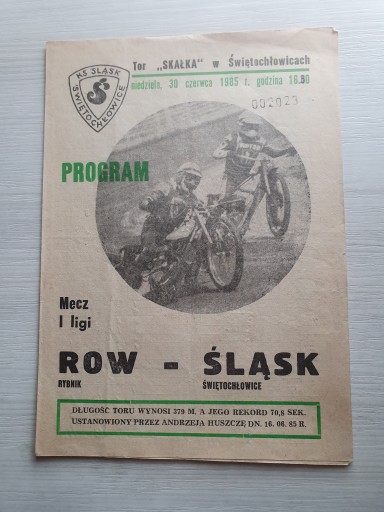 Tor „SKAŁKA” w Świętochłowicach
niedziela, 30 czerwca 1985 r, godzina 16.30
KS ŚLĄSK
ŚWIĘTOCHŁOWICE
Ś
002023
PROGRAM
Mecz
I ligi
ROW - ŚLĄSK
RYBNIK ŚWIĘTOCHŁOWICE
DŁUGOŚĆ TORU WYNOSI 379 M. A JEGO REKORD 70,8 SEK.
USTANOWIONY PRZEZ ANDRZEJA HUSZCZĘ DN. 16. 06. 85 R.